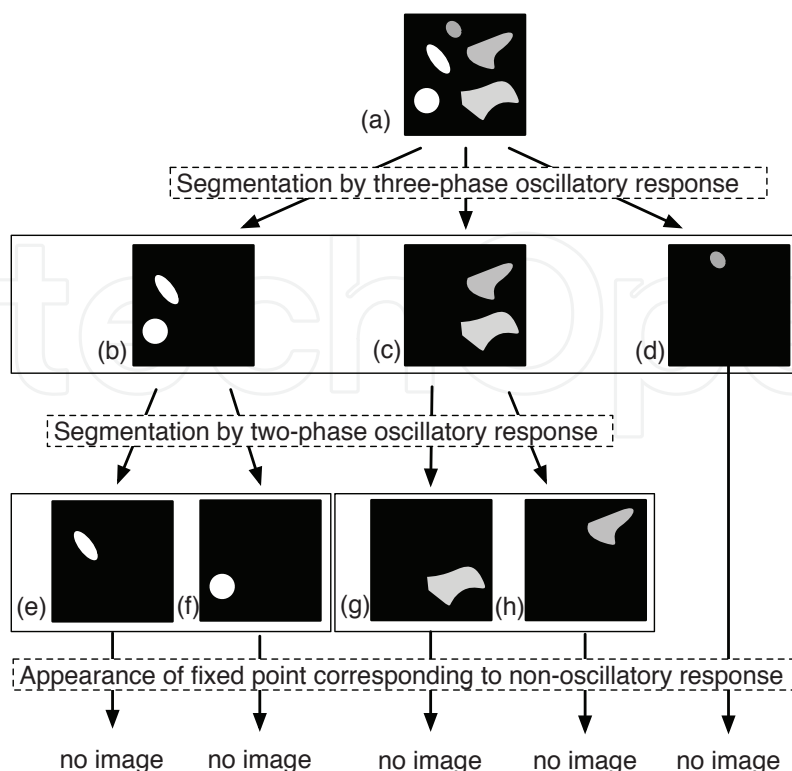 (a)
Segmentation by three-phase oscillatory response
(b) (c) (d)
Segmentation by two-phase oscillatory response
(e) (f) (g) (h)
Appearance of fixed point corresponding to non-oscillatory response
no image no image no image no image no image